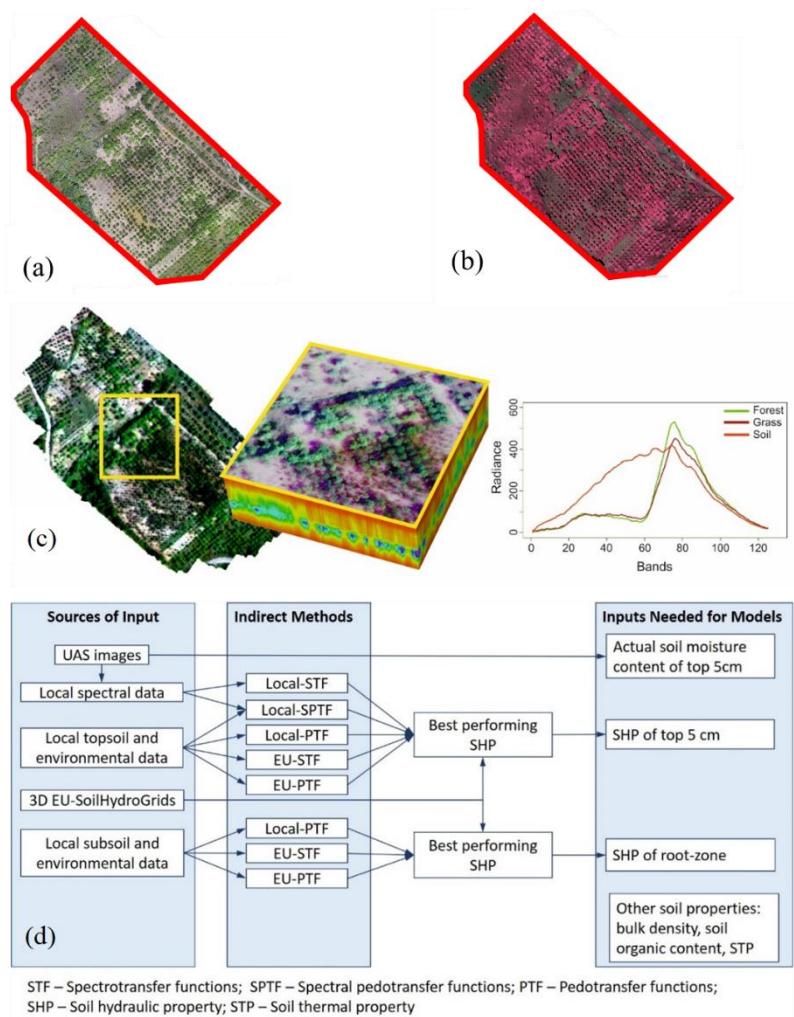 (a)
(b)
(c)
600
400
200
0
Radiance
0
20
40
60
80
100
120
Bands
Forest
Grass
Soil
(d)
Sources of Input
UAS images
Local spectral data
Local topsoil and
environmental data
3D EU-SoilHydroGrids
Local subsoil and
environmental data
Indirect Methods
Local-STF
Local-SPTF
Local-PTF
EU-STF
EU-PTF
Local-PTF
EU-STF
EU-PTF
Best performing
SHP
Best performing
SHP
Inputs Needed for Models
Actual soil moisture
content of top 5cm
SHP of top 5 cm
SHP of root-zone
Other soil properties:
bulk density, soil
organic content, STP
STF – Spectrotransfer functions; SPTF – Spectral pedotransfer functions; PTF – Pedotransfer functions;
SHP – Soil hydraulic property; STP – Soil thermal property